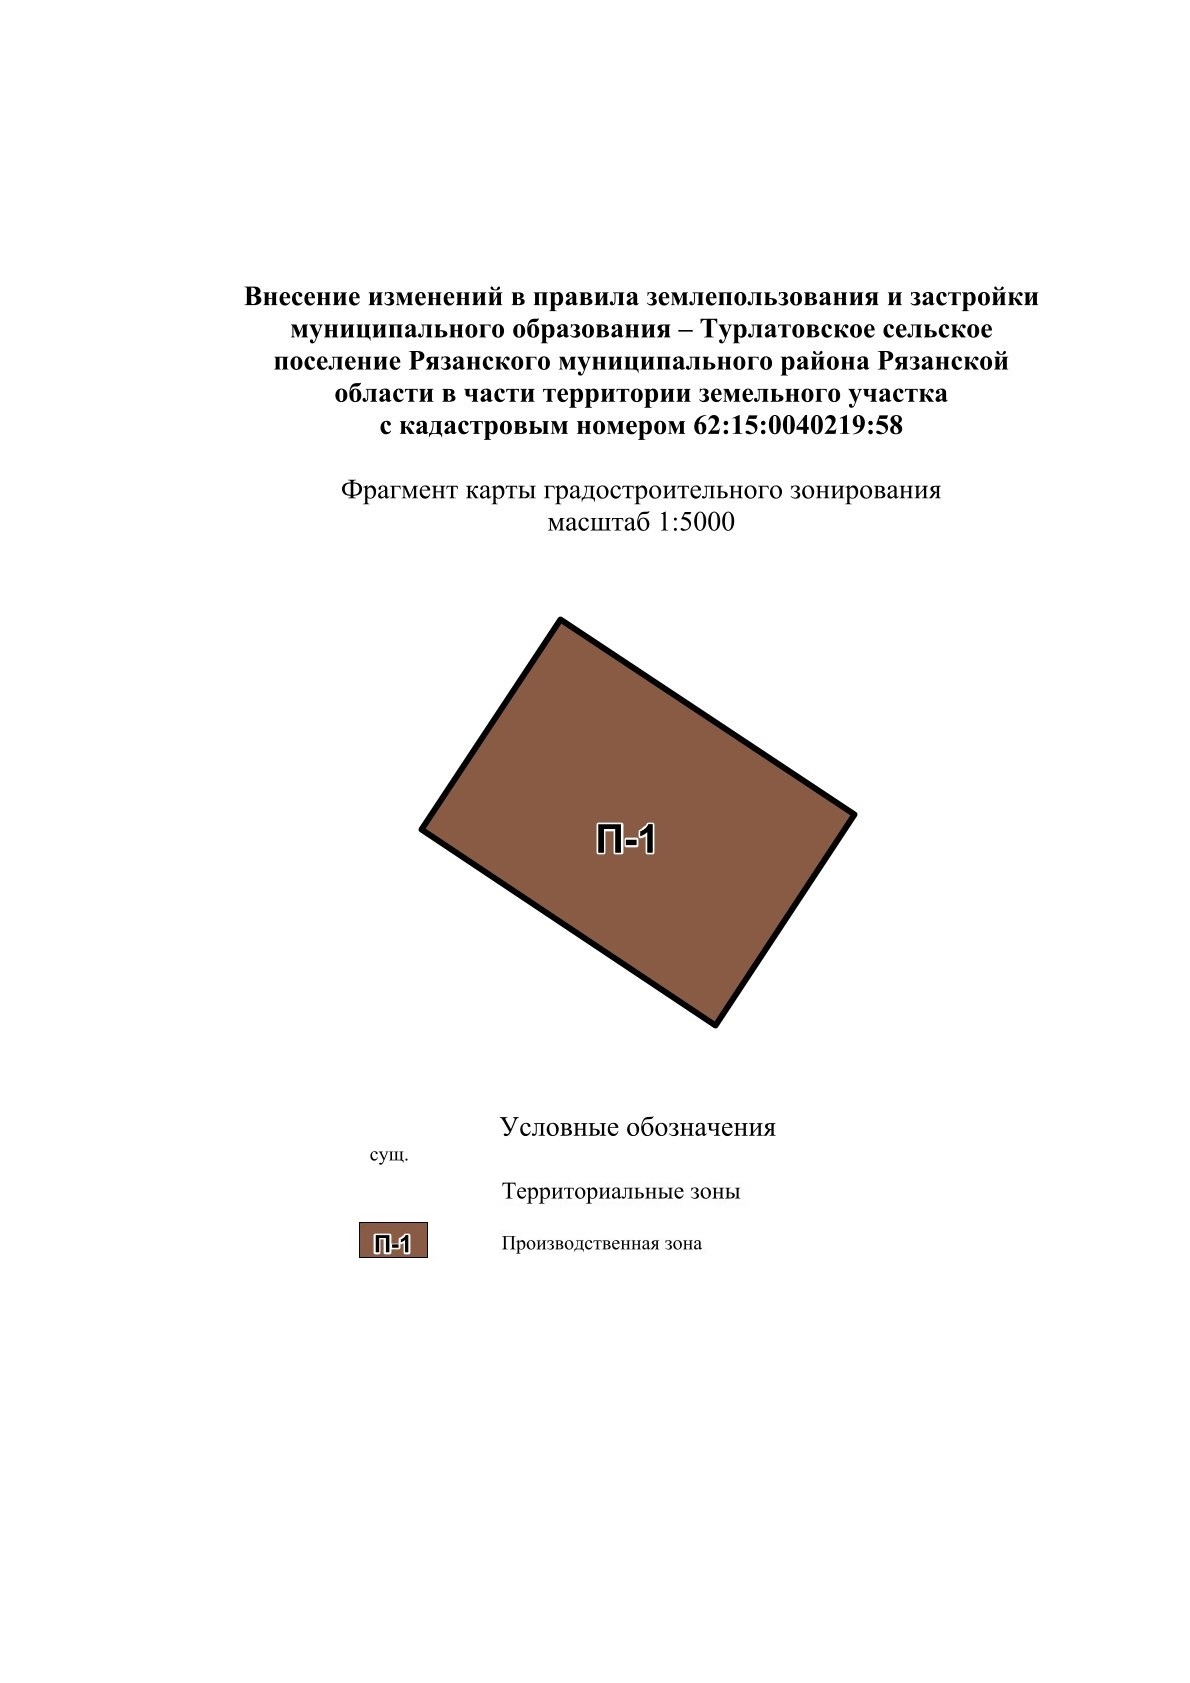 Внесение изменений в правила землепользования и застройки
муниципального образования – Турлатовское сельское
поселение Рязанского муниципального района Рязанской
области в части территории земельного участка
с кадастровым номером 62:15:0040219:58
Фрагмент карты градостроительного зонирования
масштаб 1:5000
П-1
Условные обозначения
сущ.
Территориальные зоны
П-1 Производственная зона